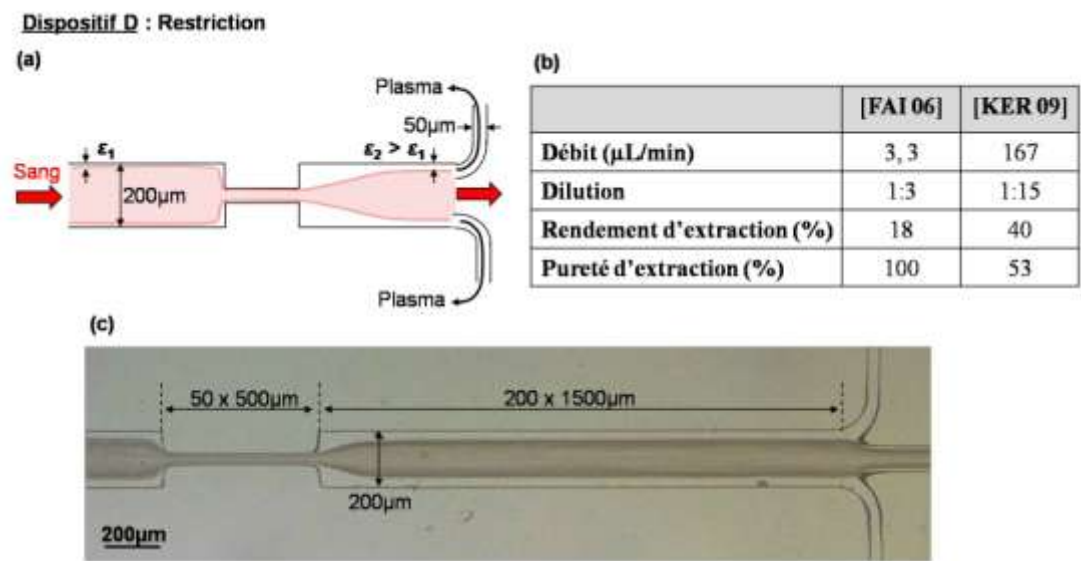 Dispositif D : Restriction
(a)
Plasma
50µm
ε1
ε2 > ε1
Sang
200µm
Plasma
(b)
[FAI 06] [KER 09]
Débit (µL/min) 3, 3 167
Dilution 1:3 1:15
Rendement d'extraction (%) 18 40
Pureté d'extraction (%) 100 53
(c)
50 x 500µm
200 x 1500µm
200µm
200µm